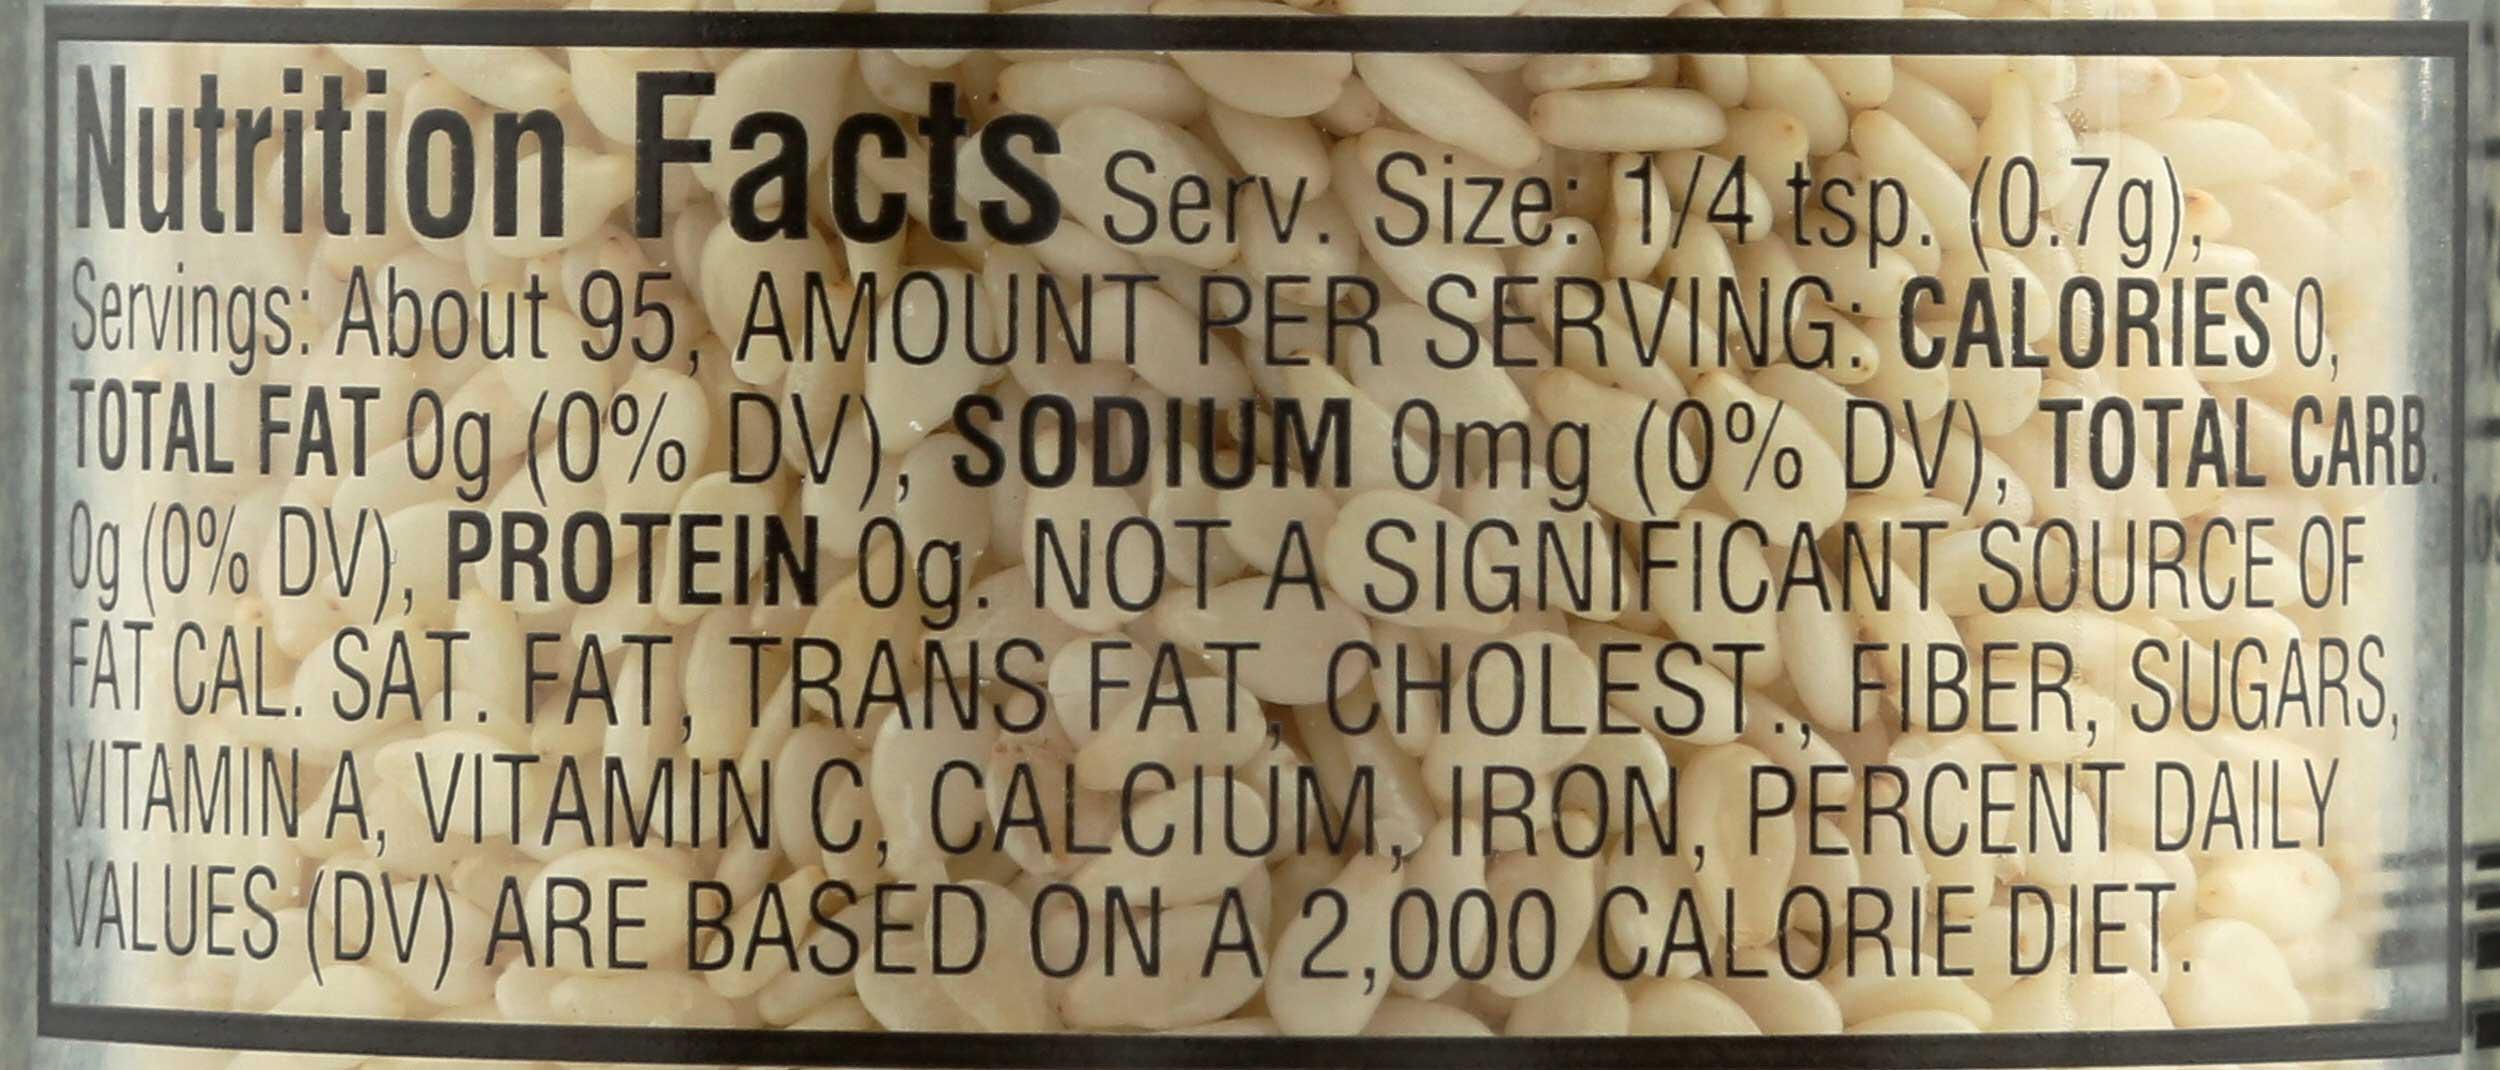 Nutrition Facts Serv. Size: 1/4 tsp. (0.7g),
Servings: About 95, AMOUNT PER SERVING: CALORIES 0,
TOTAL FAT 0g (0% DV), SODIUM 0mg (0% DV), TOTAL CARB.
0g (0% DV), PROTEIN 0g. NOT A SIGNIFICANT SOURCE OF
FAT CAL. SAT. FAT, TRANS FAT, CHOLEST., FIBER, SUGARS,
VITAMIN A, VITAMIN C, CALCIUM, IRON, PERCENT DAILY
VALUES (DV) ARE BASED ON A 2,000 CALORIE DIET.